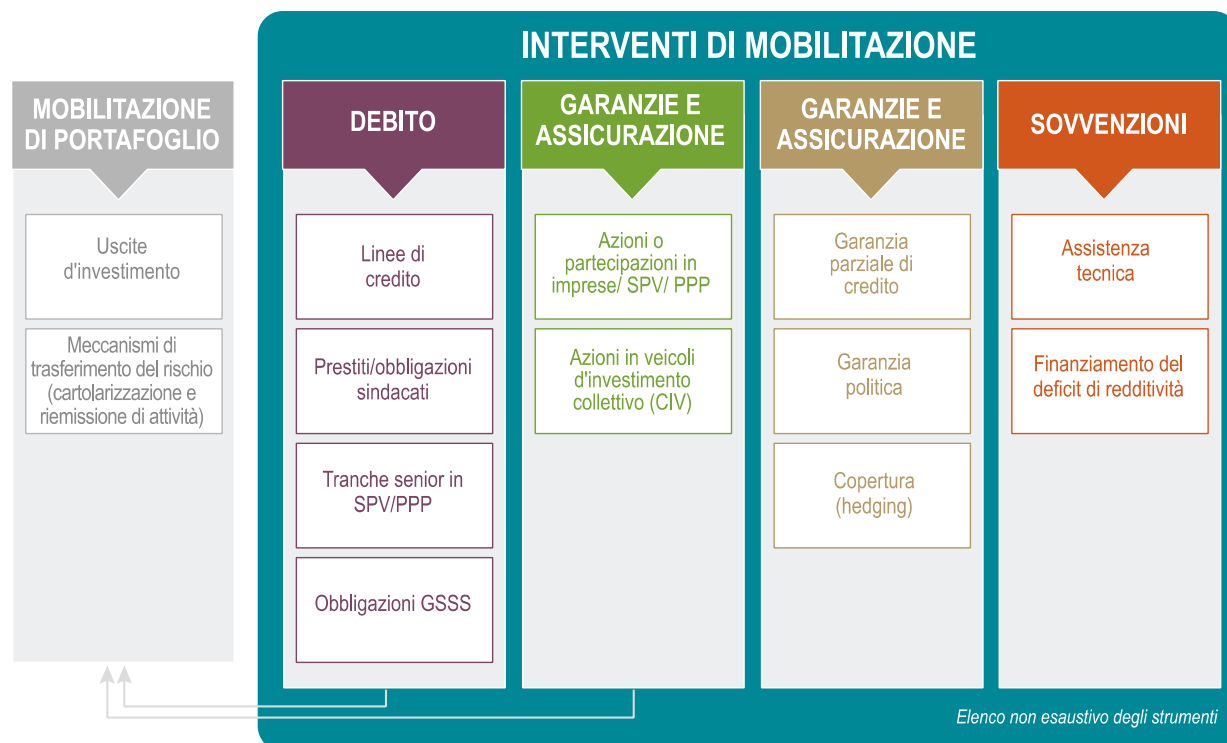 INTERVENTI DI MOBILITAZIONE
MOBILITAZIONE
DI PORTAFOGLIO
Uscite
d'investimento
Meccanismi di
trasferimento del rischio
(cartolarizzazione e
riemissione di attività)
DEBITO
Linee di
credito
Prestiti/obbligazioni
sindacati
Tranche senior in
SPV/PPP
Obbligazioni GSSS
GARANZIE E
ASSICURAZIONE
Azioni o
partecipazioni in
imprese/ SPV/ PPP
Azioni in veicoli
d'investimento
collettivo (CIV)
GARANZIE E
ASSICURAZIONE
Garanzia
parziale di
credito
Garanzia
politica
Copertura
(hedging)
SOVVENZIONI
Assistenza
tecnica
Finanziamento del
deficit di redditività
Elenco non esaustivo degli strumenti